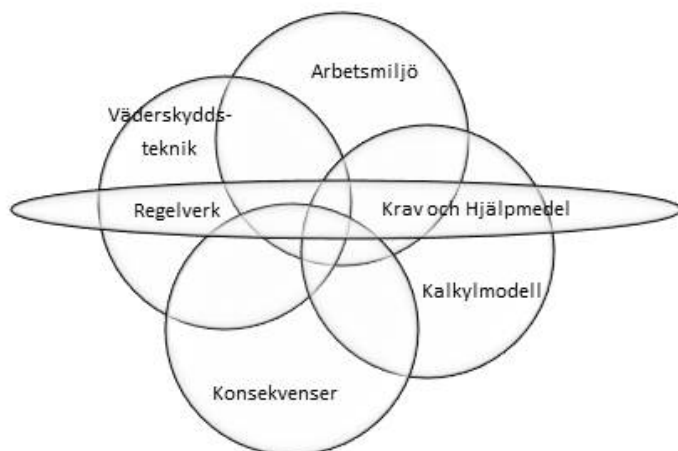 Arbetsmiljö
Väderskydds-
teknik
Regelverk
Krav och Hjälpmedel
Kalkylmodell
Konsekvenser